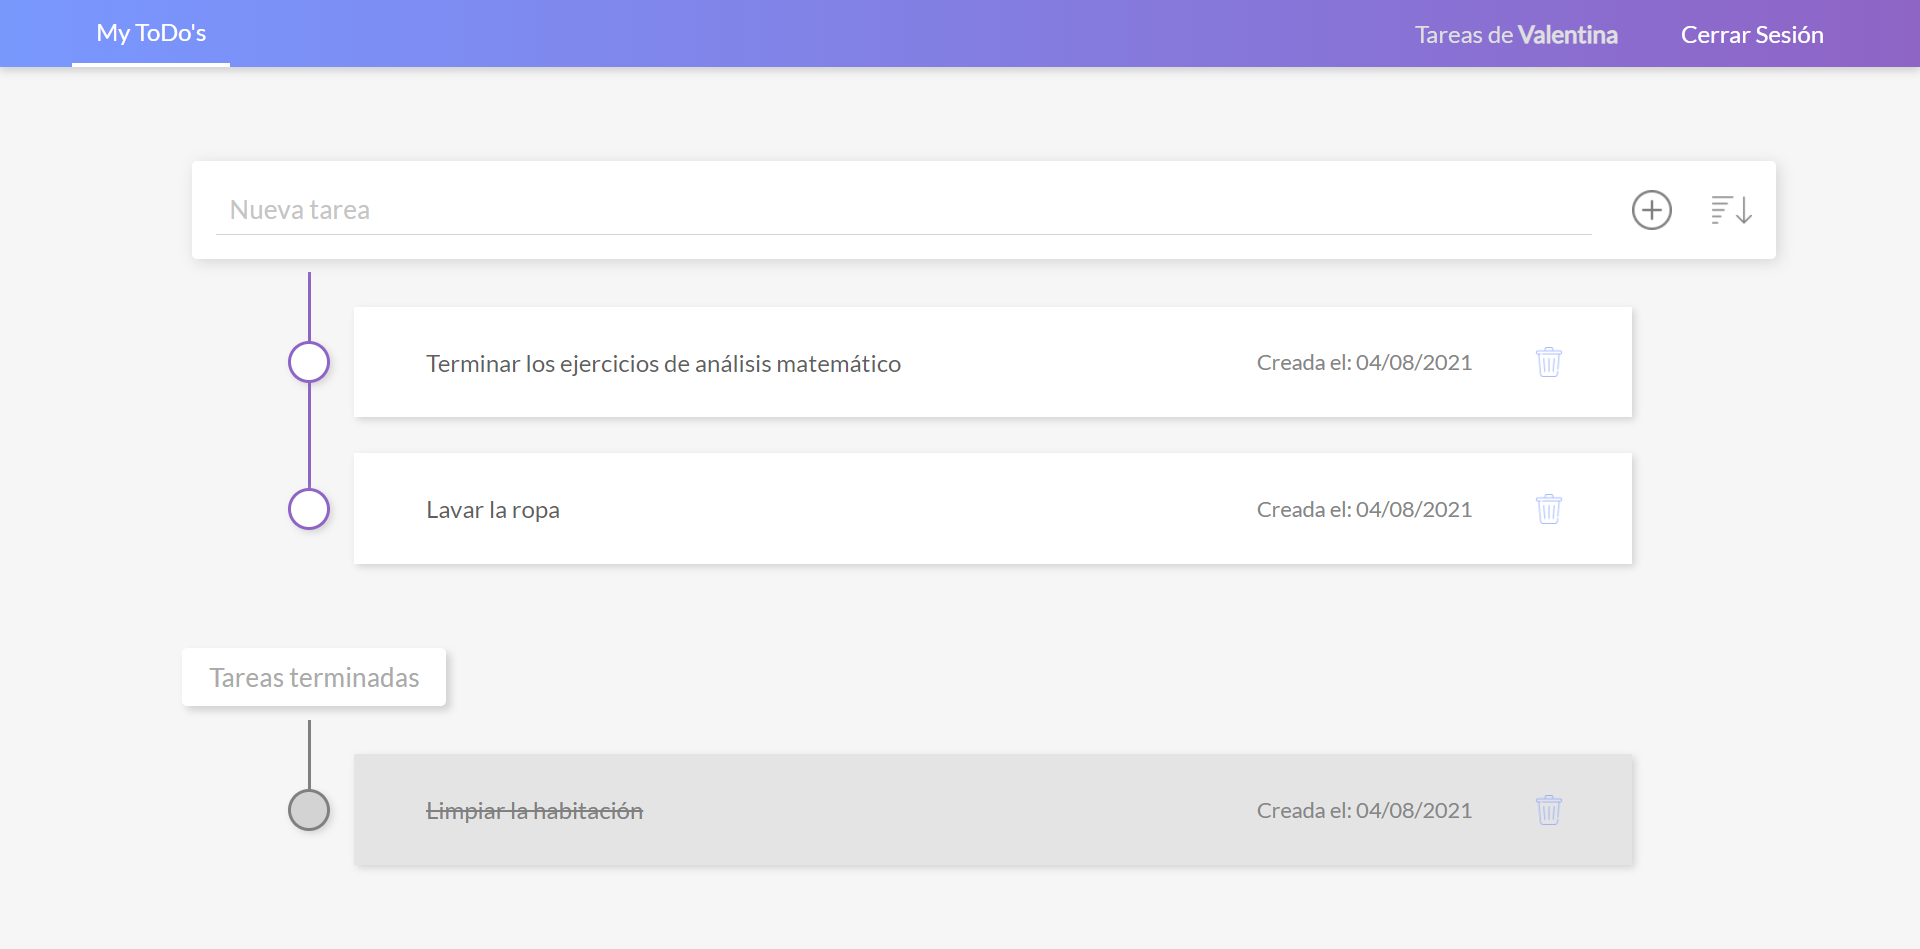 My ToDo's
Tareas de Valentina
Cerrar Sesión
Nueva tarea
Terminar los ejercicios de análisis matemático
Creada el: 04/08/2021
Lavar la ropa
Creada el: 04/08/2021
Tareas terminadas
Limpiar la habitación
Creada el: 04/08/2021